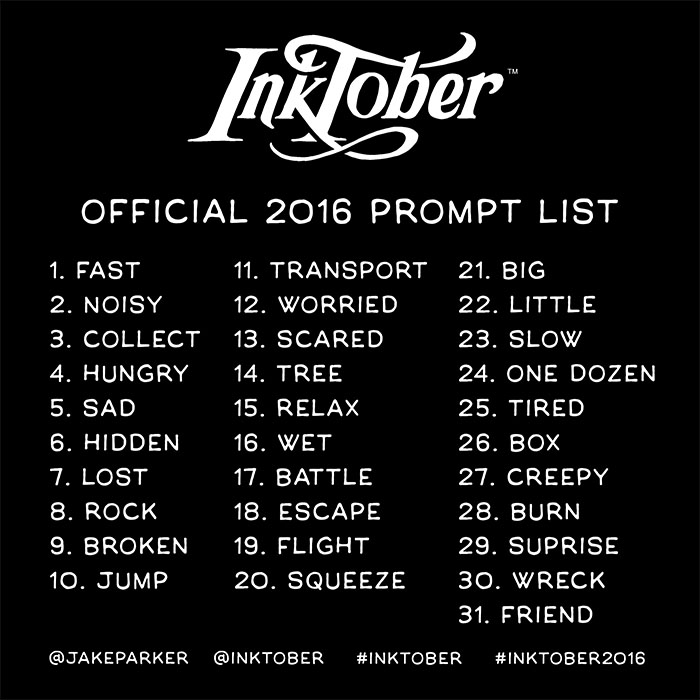 InkTober™
OFFICIAL 2016 PROMPT LIST
1. FAST
2. NOISY
3. COLLECT
4. HUNGRY
5. SAD
6. HIDDEN
7. LOST
8. ROCK
9. BROKEN
10. JUMP
11. TRANSPORT
12. WORRIED
13. SCARED
14. TREE
15. RELAX
16. WET
17. BATTLE
18. ESCAPE
19. FLIGHT
20. SQUEEZE
21. BIG
22. LITTLE
23. SLOW
24. ONE DOZEN
25. TIRED
26. BOX
27. CREEPY
28. BURN
29. SUPRISE
30. WRECK
31. FRIEND
@JAKEPARKER @INKTOBER #INKTOBER #INKTOBER2016